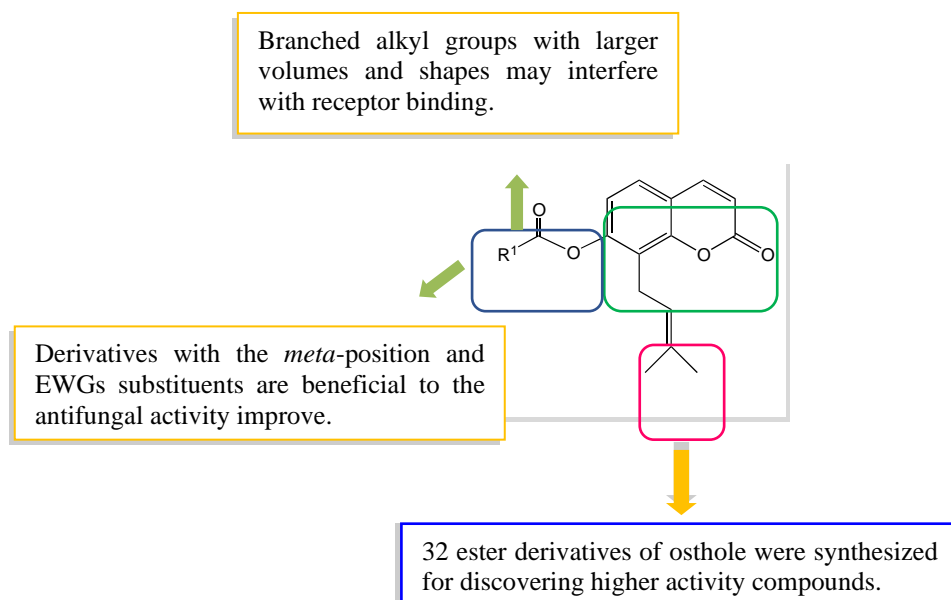 Branched alkyl groups with larger
volumes and shapes may interfere
with receptor binding.
O
R¹
O
O
O
Derivatives with the meta-position and
EWGs substituents are beneficial to the
antifungal activity improve.
32 ester derivatives of osthole were synthesized
for discovering higher activity compounds.